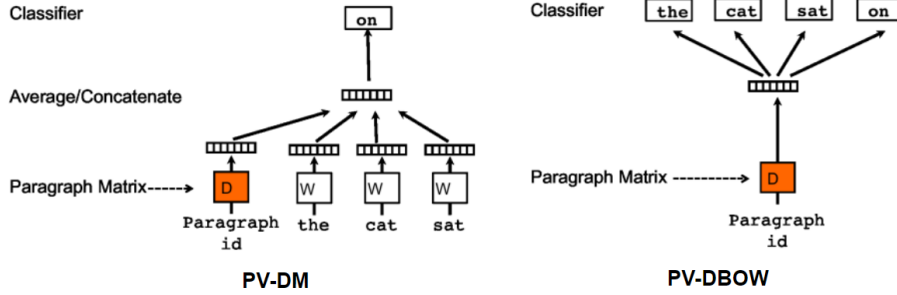 Classifier
on
Average/Concatenate
Paragraph Matrix
D
W
W
W
Paragraph id
the
cat
sat
PV-DM
Classifier
the
cat
sat
on
Paragraph Matrix
D
Paragraph id
PV-DBOW